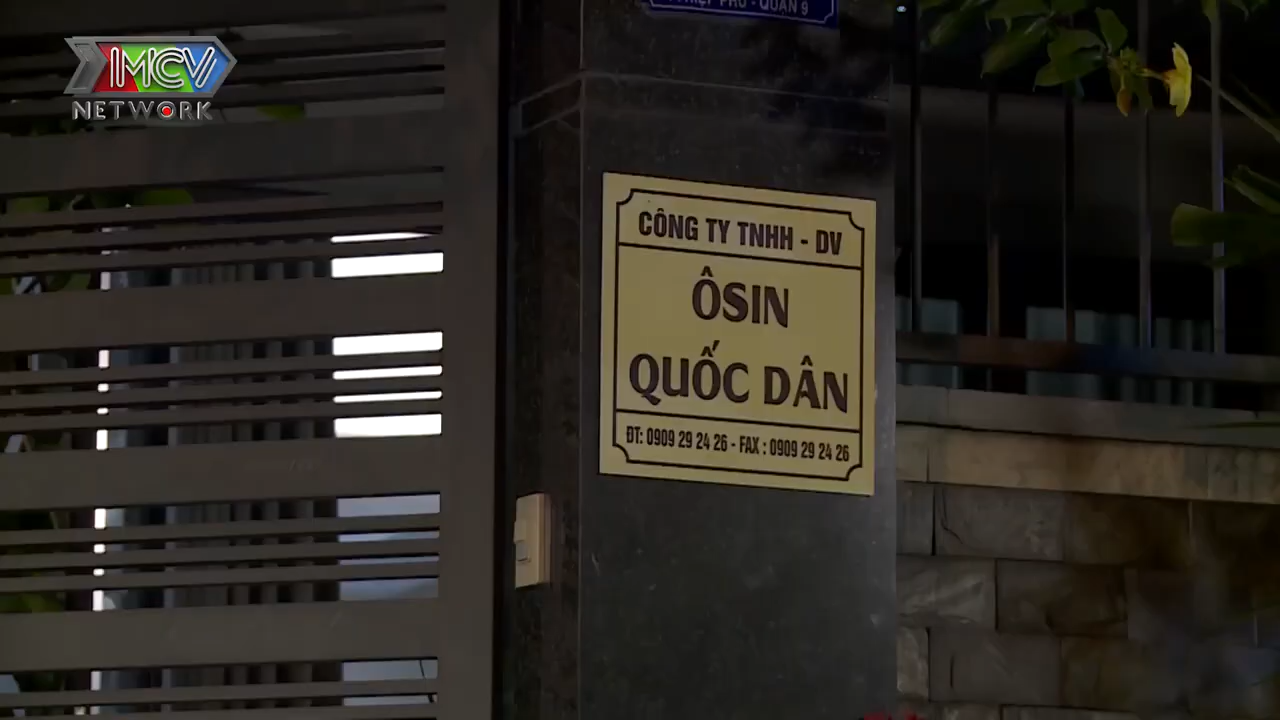 PHÚ - QUẬN 9
MCV
NETWORK
CÔNG TY TNHH - DV
ÔSIN
QUỐC DÂN
ĐT: 0909 29 24 26 - FAX : 0909 29 24 26